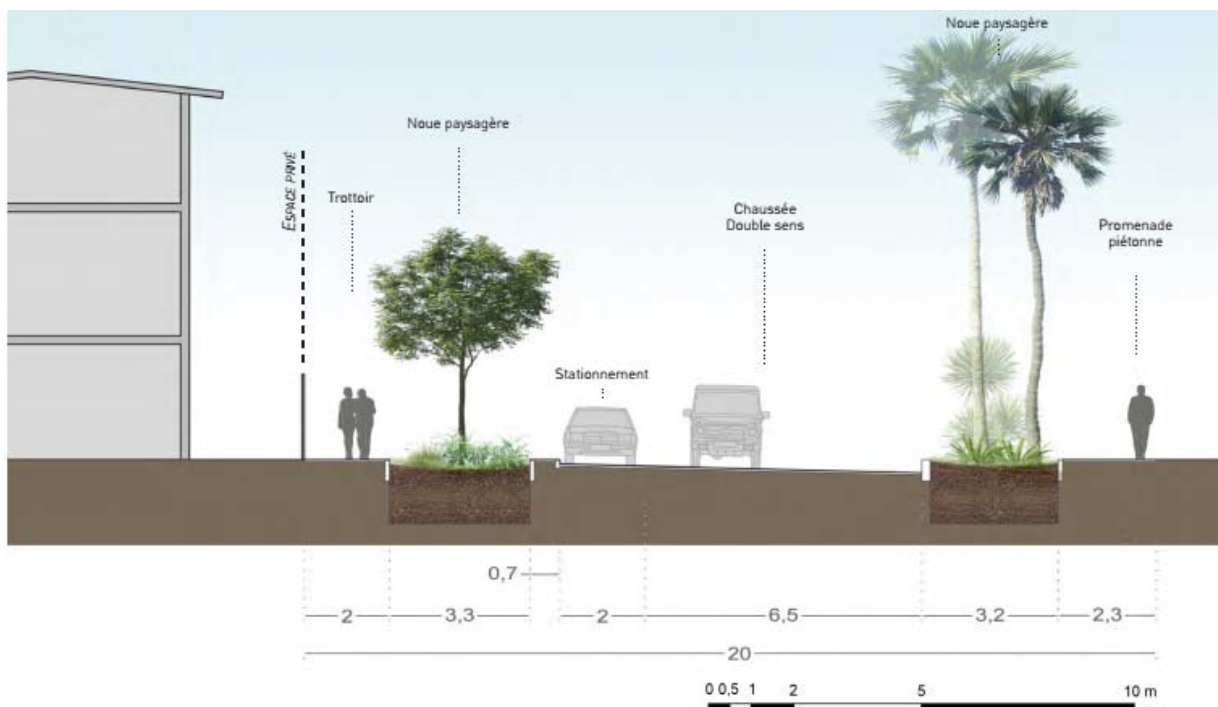 Noue paysagère
Noue paysagère
ESPACE PRIVÉ
Trottoir
Chaussée
Double sens
Promenade
piétonne
Stationnement
0,7
2
3,3
2
6,5
3,2
2,3
20
0 0,5 1 2 5 10 m